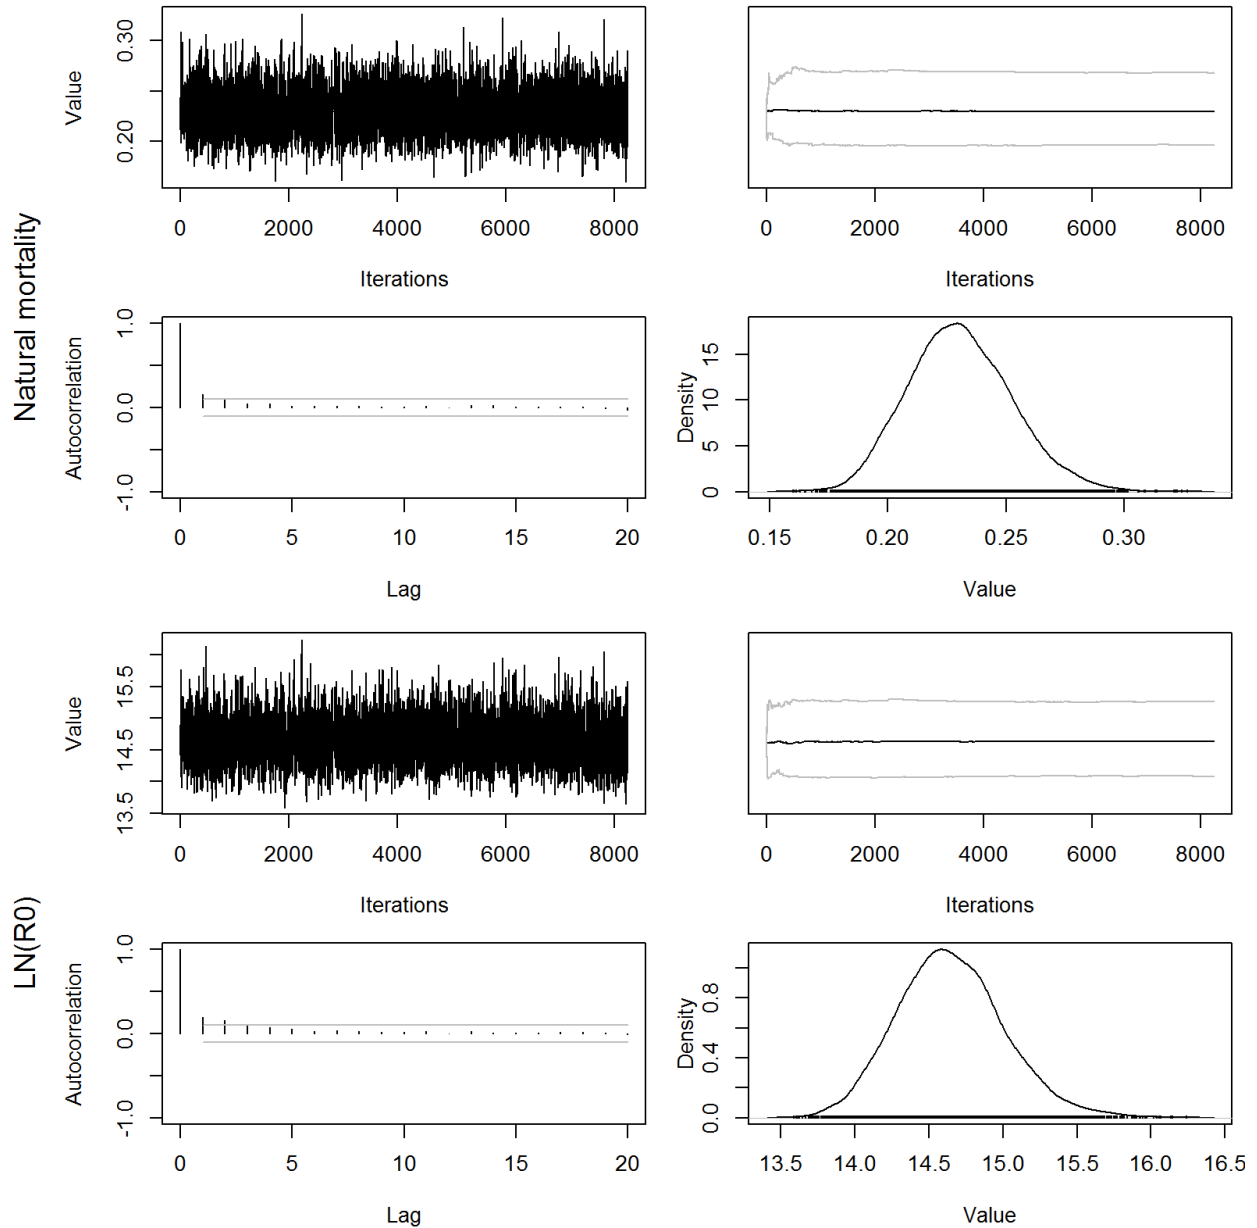 Natural mortality
Value
0.20 0.30
0 2000 4000 6000 8000
Iterations
0 2000 4000 6000 8000
Iterations
Autocorrelation
-1.0 0.0 1.0
0 5 10 15 20
Lag
Density
0 5 10 15
0.15 0.20 0.25 0.30
Value
LN(R0)
Value
13.5 14.5 15.5
0 2000 4000 6000 8000
Iterations
0 2000 4000 6000 8000
Iterations
Autocorrelation
-1.0 0.0 1.0
0 5 10 15 20
Lag
Density
0.0 0.4 0.8
13.5 14.0 14.5 15.0 15.5 16.0 16.5
Value